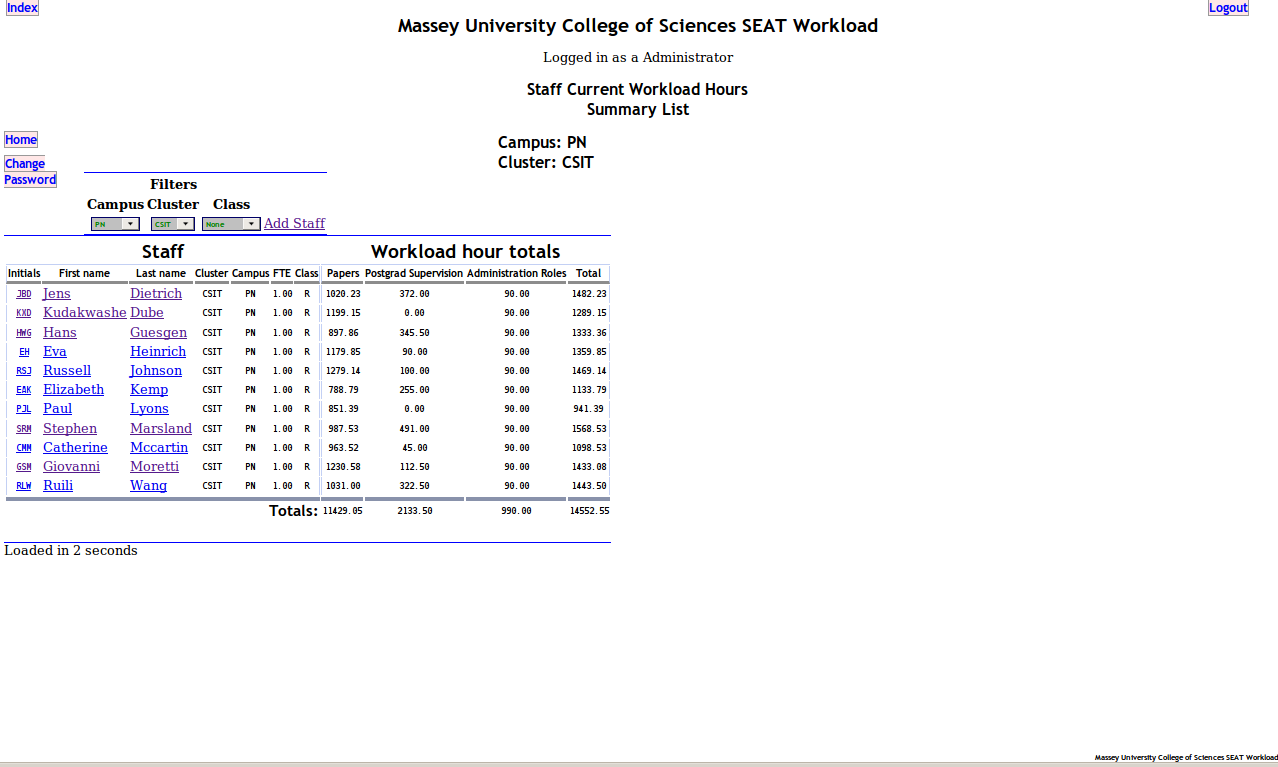 Index
Logout
Massey University College of Sciences SEAT Workload
Logged in as a Administrator
Staff Current Workload Hours
Summary List
Home
Campus: PN
Cluster: CSIT
Change
Password
Filters
Campus Cluster Class
PN CSIT None Add Staff
Staff Workload hour totals
Initials First name Last name Cluster Campus FTE Class Papers Postgrad Supervision Administration Roles Total
JBD Jens Dietrich CSIT PN 1.00 R 1020.23 372.00 90.00 1482.23
KXD Kudakwashe Dube CSIT PN 1.00 R 1199.15 0.00 90.00 1289.15
HWG Hans Guesgen CSIT PN 1.00 R 897.86 345.50 90.00 1333.36
EH Eva Heinrich CSIT PN 1.00 R 1179.85 90.00 90.00 1359.85
RSJ Russell Johnson CSIT PN 1.00 R 1279.14 100.00 90.00 1469.14
EAK Elizabeth Kemp CSIT PN 1.00 R 788.79 255.00 90.00 1133.79
PJL Paul Lyons CSIT PN 1.00 R 851.39 0.00 90.00 941.39
SRM Stephen Marsland CSIT PN 1.00 R 987.53 491.00 90.00 1568.53
CMM Catherine Mccartin CSIT PN 1.00 R 963.52 45.00 90.00 1098.53
GSM Giovanni Moretti CSIT PN 1.00 R 1230.58 112.50 90.00 1433.08
RLW Ruili Wang CSIT PN 1.00 R 1031.00 322.50 90.00 1443.50
Totals: 11429.05 2133.50 990.00 14552.55
Loaded in 2 seconds
Massey University College of Sciences SEAT Workload